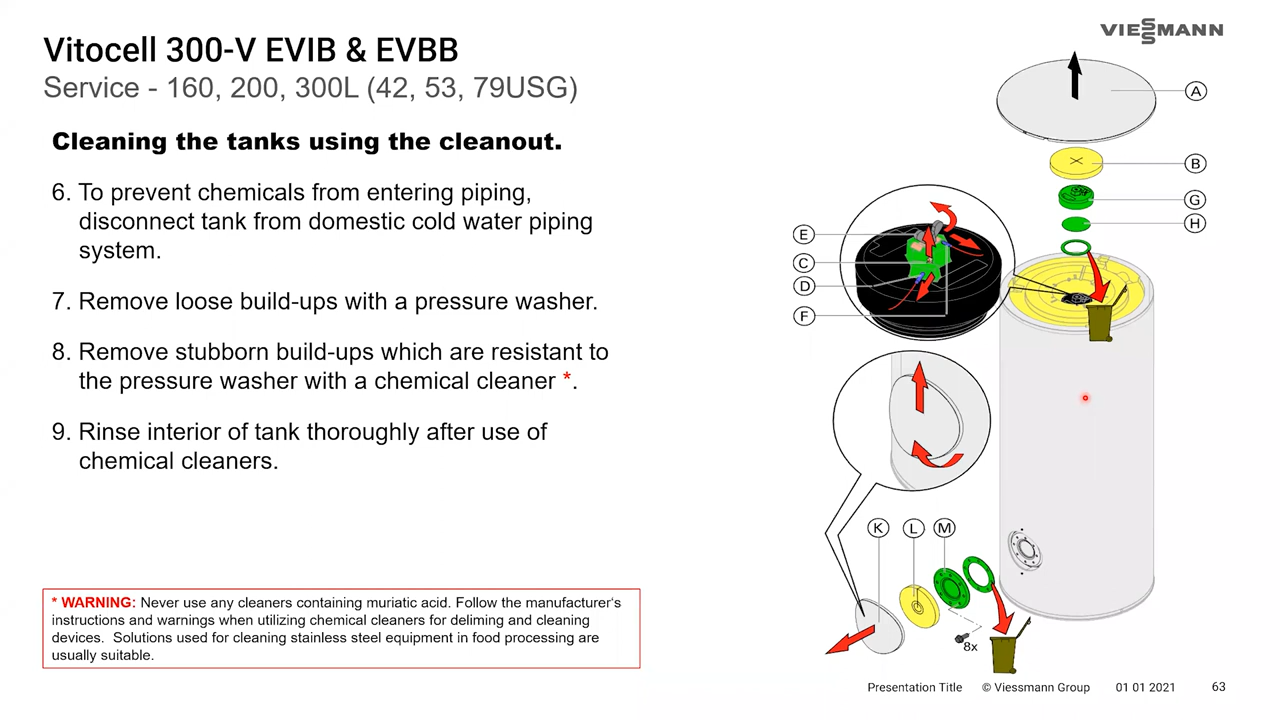 VIESSMANN
Vitocell 300-V EVIB & EVBB
Service - 160, 200, 300L (42, 53, 79USG)
Cleaning the tanks using the cleanout.
6. To prevent chemicals from entering piping,
disconnect tank from domestic cold water piping
system.
7. Remove loose build-ups with a pressure washer.
8. Remove stubborn build-ups which are resistant to
the pressure washer with a chemical cleaner *.
9. Rinse interior of tank thoroughly after use of
chemical cleaners.
* WARNING: Never use any cleaners containing muriatic acid. Follow the manufacturer‘s
instructions and warnings when utilizing chemical cleaners for deliming and cleaning
devices.  Solutions used for cleaning stainless steel equipment in food processing are
usually suitable.
A
B
G
H
E
C
D
F
K
L
M
8x
Presentation Title
© Viessmann Group
01 01 2021
63